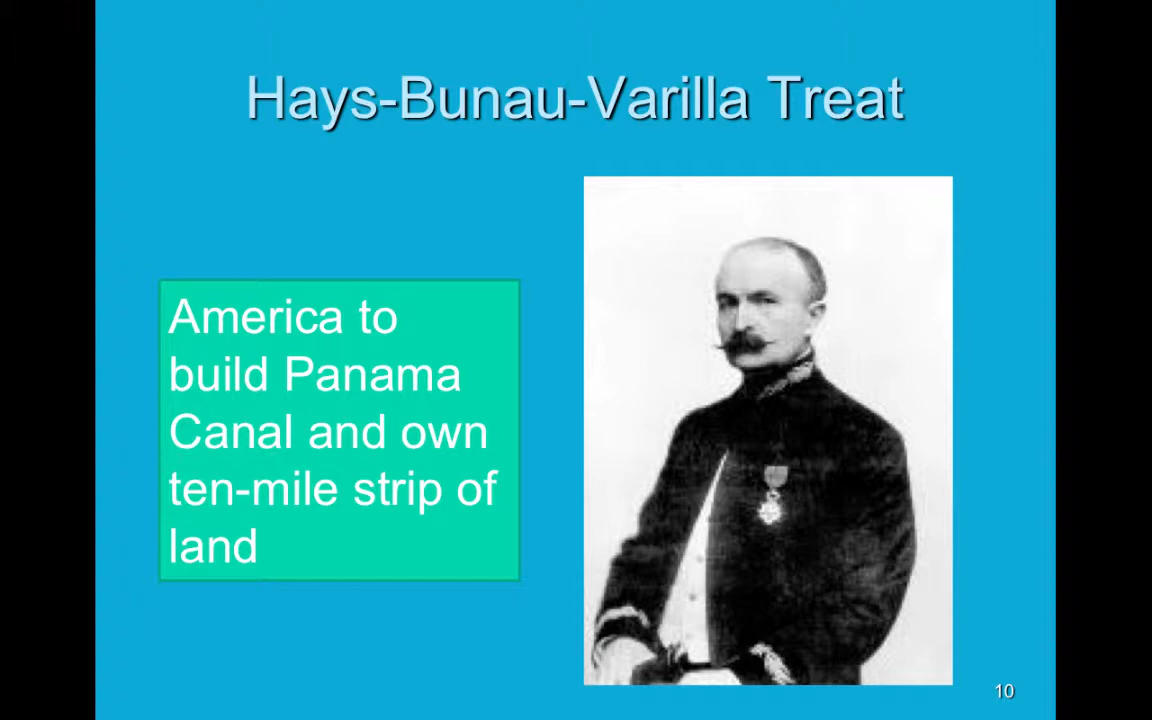 Hays-Bunau-Varilla Treat
America to
build Panama
Canal and own
ten-mile strip of
land
10